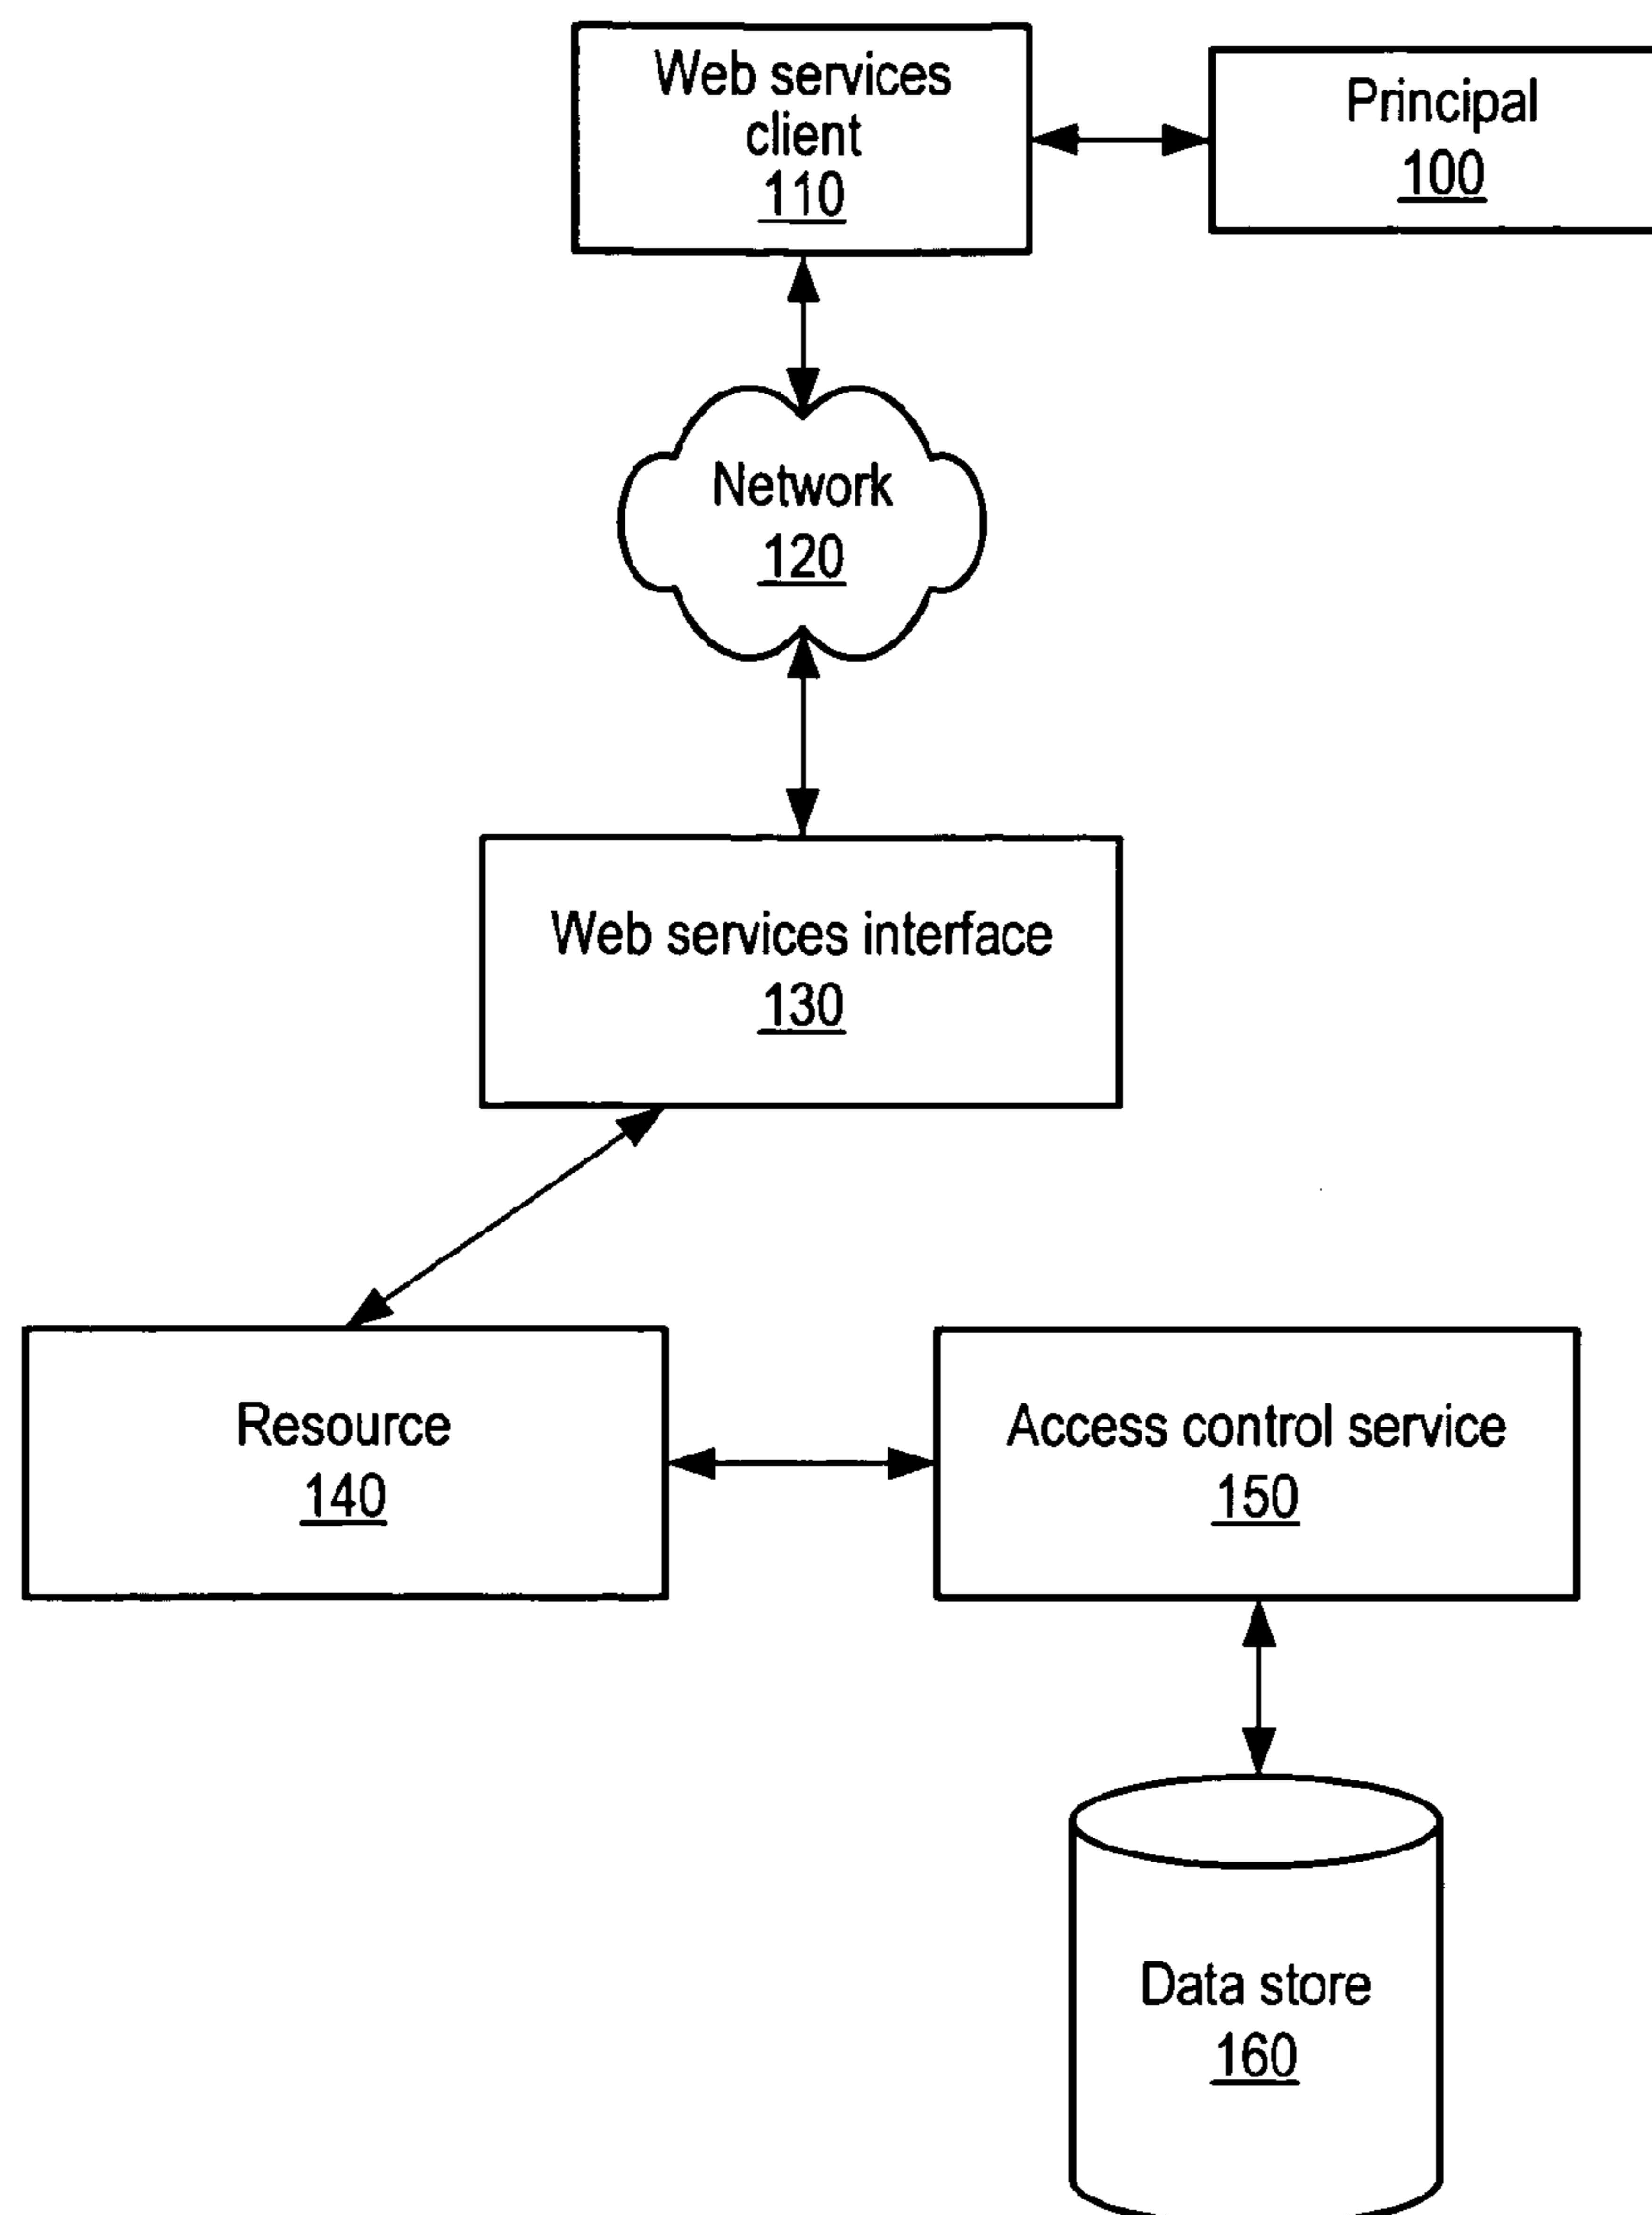 Web services
client
110
Principal
100
Network
120
Web services interface
130
Resource
140
Access control service
150
Data store
160